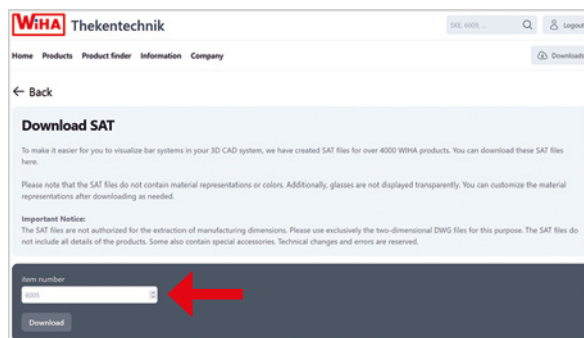 WiHA Thekentechnik
SKB, 6009, ...
Logout
Home Products Product finder Information Company
Downloads
← Back
Download SAT
To make it easier for you to visualize bar systems in your 3D CAD system, we have created SAT files for over 4000 WIHA products. You can download these SAT files
here.
Please note that the SAT files do not contain material representations or colors. Additionally, glasses are not displayed transparently. You can customize the material
representations after downloading as needed.
Important Notice:
The SAT files are not authorized for the extraction of manufacturing dimensions. Please use exclusively the two-dimensional DWG files for this purpose. The SAT files do
not include all details of the products. Some also contain special accessories. Technical changes and errors are reserved.
item number
6005
Download